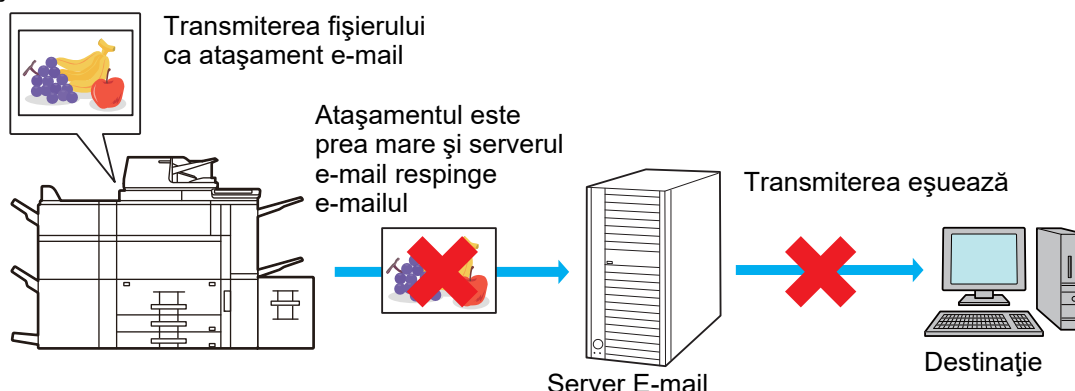 Transmiterea fişierului
ca ataşament e-mail
Ataşamentul este
prea mare şi serverul
e-mail respinge
e-mailul
Transmiterea eşuează
Server E-mail
Destinaţie